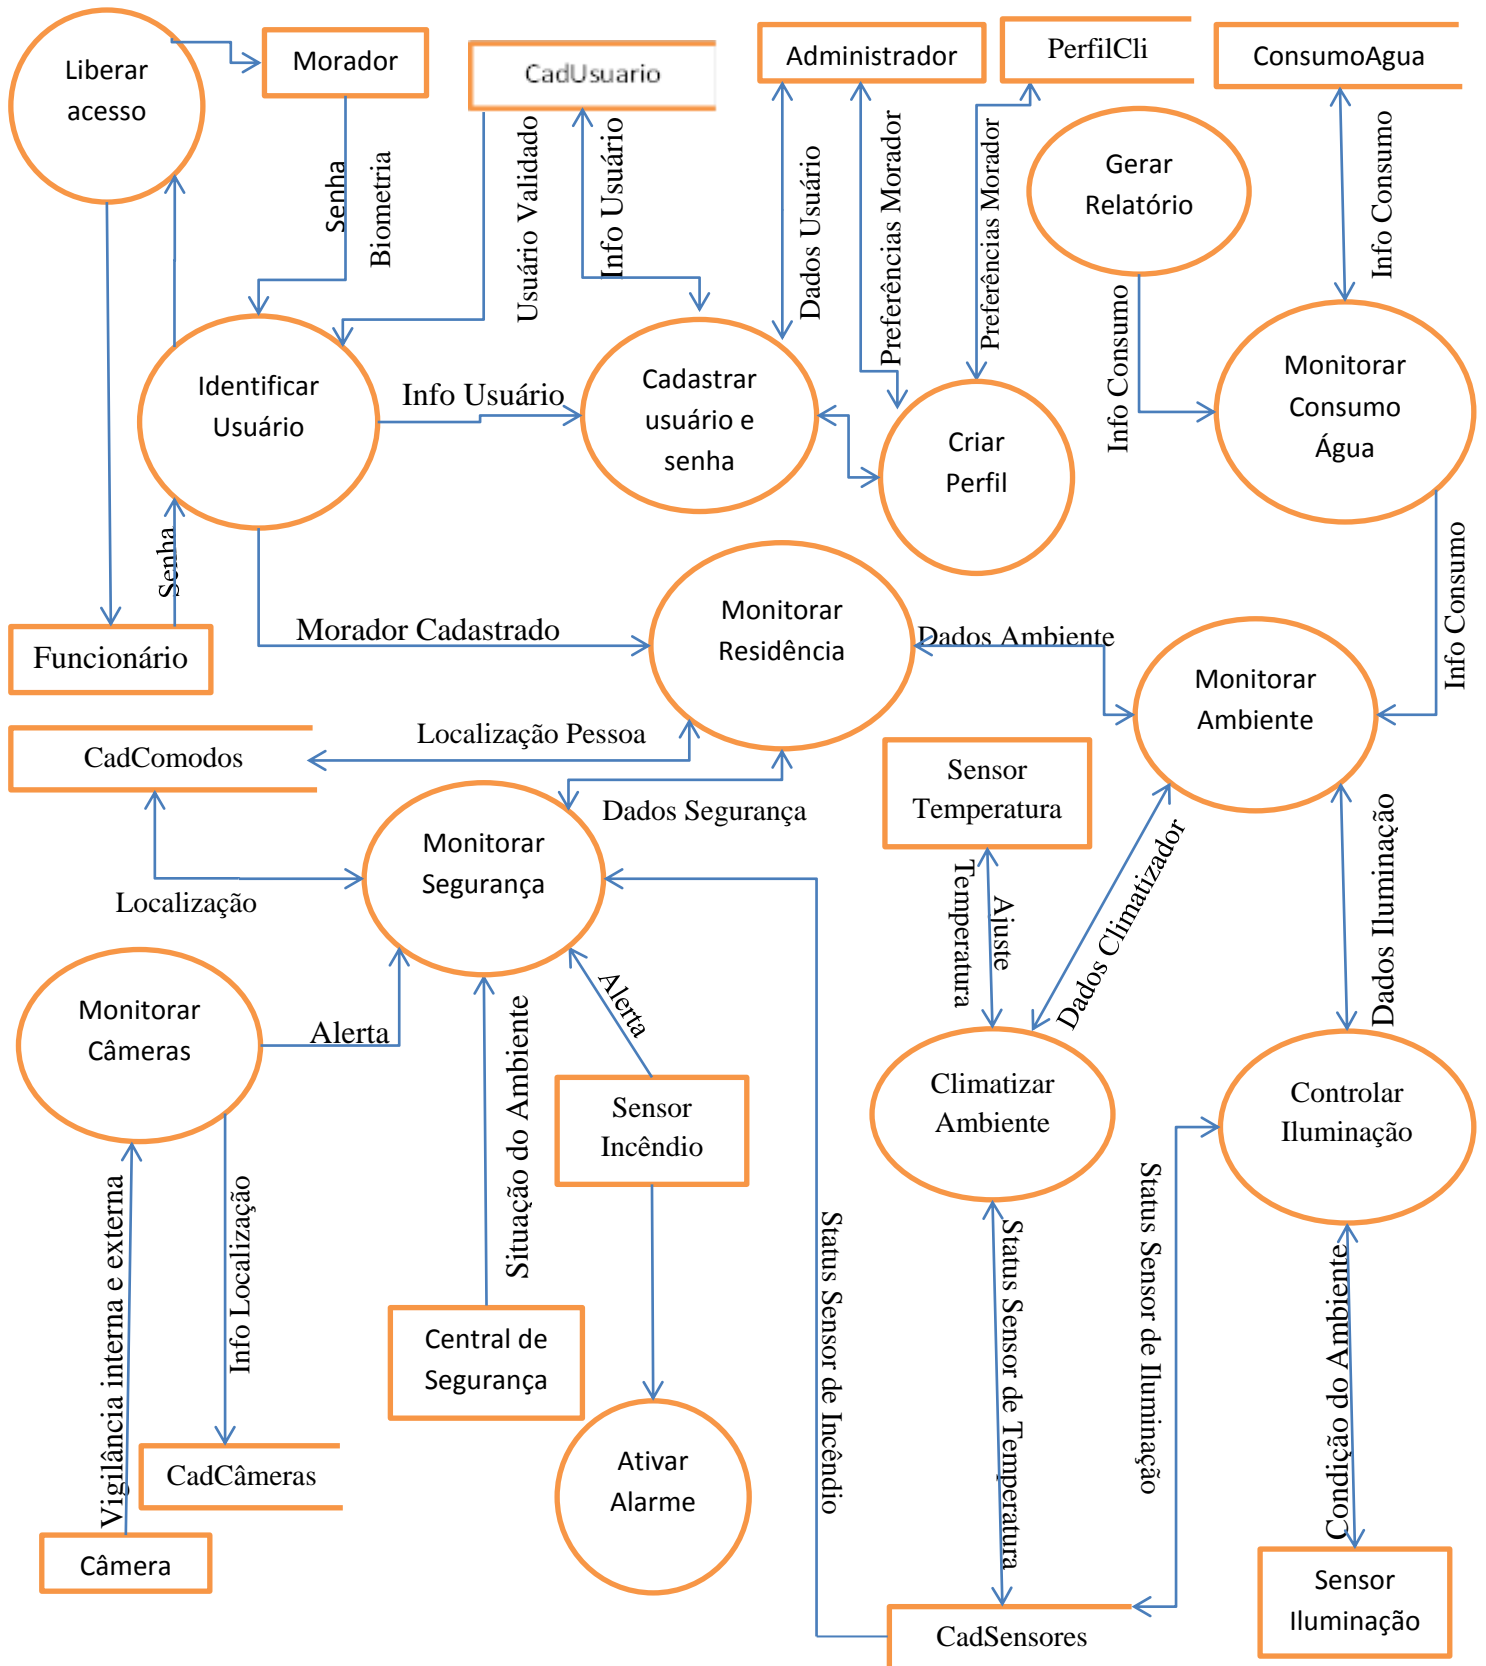 Liberar
acesso
Morador
CadUsuario
Administrador
PerfilCli
ConsumoAgua
Senha
Biometria
Usuário Validado
Info Usuário
Dados Usuário
Preferências Morador
Preferências Morador
Gerar
Relatório
Info Consumo
Info Consumo
Identificar
Usuário
Info Usuário
Cadastrar
usuário e
senha
Criar
Perfil
Monitorar
Consumo
Água
Senha
Info Consumo
Funcionário
Morador Cadastrado
Monitorar
Residência
Dados Ambiente
Monitorar
Ambiente
CadComodos
Localização Pessoa
Sensor
Temperatura
Dados Segurança
Monitorar
Segurança
Localização
Ajuste
Temperatura
Dados Climatizador
Dados Iluminação
Monitorar
Câmeras
Alerta
Situação do Ambiente
Alerta
Sensor
Incêndio
Climatizar
Ambiente
Controlar
Iluminação
Vigilância interna e externa
Info Localização
Status Sensor de Incêndio
Status Sensor de Temperatura
Status Sensor de Iluminação
Condição do Ambiente
Central de
Segurança
CadCâmeras
Ativar
Alarme
Câmera
CadSensores
Sensor
Iluminação